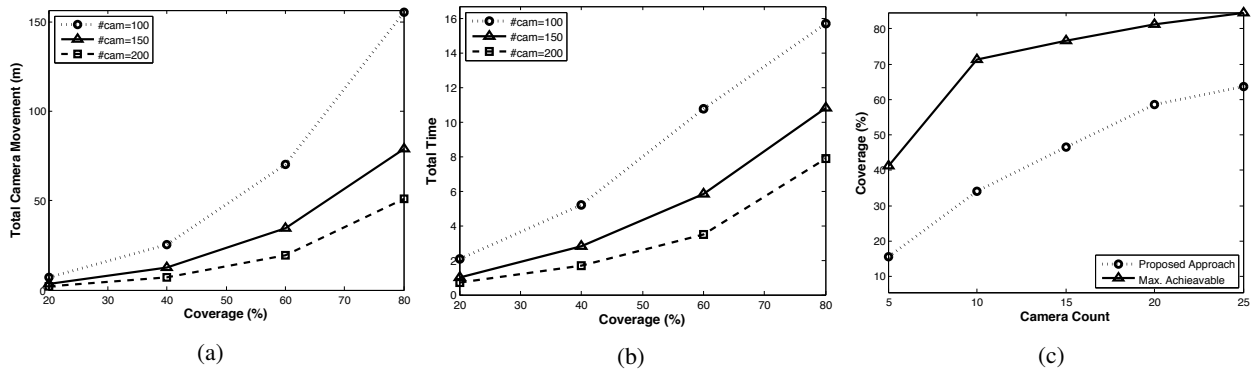 Total Camera Movement (m)
150
100
50
0
#cam=100
#cam=150
#cam=200
20
30
40
50
60
70
80
Coverage (%)
(a)
Total Time
16
14
12
10
8
6
4
2
0
#cam=100
#cam=150
#cam=200
20
30
40
50
60
70
80
Coverage (%)
(b)
Coverage (%)
80
70
60
50
40
30
20
10
Proposed Approach
Max. Achieavable
5
10
15
20
25
Camera Count
(c)